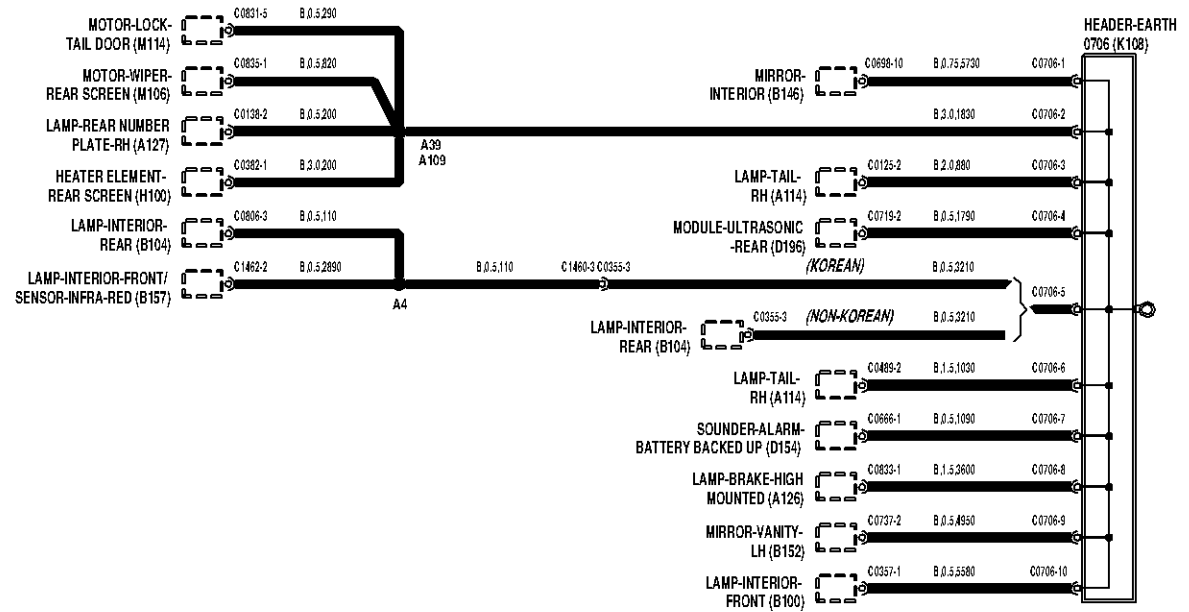 HEADER-EARTH
0706 (K108)
MOTOR-LOCK-
TAIL DOOR (M114)
C0831-5 B,0.5,290
MOTOR-WIPER-
REAR SCREEN (M106)
C0835-1 B,0.5,820
LAMP-REAR NUMBER
PLATE-RH (A127)
C0138-2 B,0.5,200
HEATER ELEMENT-
REAR SCREEN (H100)
C0382-1 B,3.0,200
A39
A109
LAMP-INTERIOR-
REAR (B104)
C0806-3 B,0.5,110
LAMP-INTERIOR-FRONT/
SENSOR-INFRA-RED (B157)
C1462-2 B,0.5,2890
A4
B,0.5,110 C1460-3 C0355-3 (KOREAN) B,0.5,3210
MIRROR-
INTERIOR (B146)
C0698-10 B,0.75,5730 C0706-1
B,3.0,1830 C0706-2
LAMP-TAIL-
RH (A114)
C0125-2 B,2.0,880 C0706-3
MODULE-ULTRASONIC
-REAR (D196)
C0719-2 B,0.5,1790 C0706-4
C0706-5
LAMP-INTERIOR-
REAR (B104)
C0355-3 (NON-KOREAN) B,0.5,3210
LAMP-TAIL-
RH (A114)
C0489-2 B,1.5,1030 C0706-6
SOUNDER-ALARM-
BATTERY BACKED UP (D154)
C0666-1 B,0.5,1090 C0706-7
LAMP-BRAKE-HIGH
MOUNTED (A126)
C0833-1 B,1.5,3600 C0706-8
MIRROR-VANITY-
LH (B152)
C0737-2 B,0.5,4950 C0706-9
LAMP-INTERIOR-
FRONT (B100)
C0357-1 B,0.5,5580 C0706-10